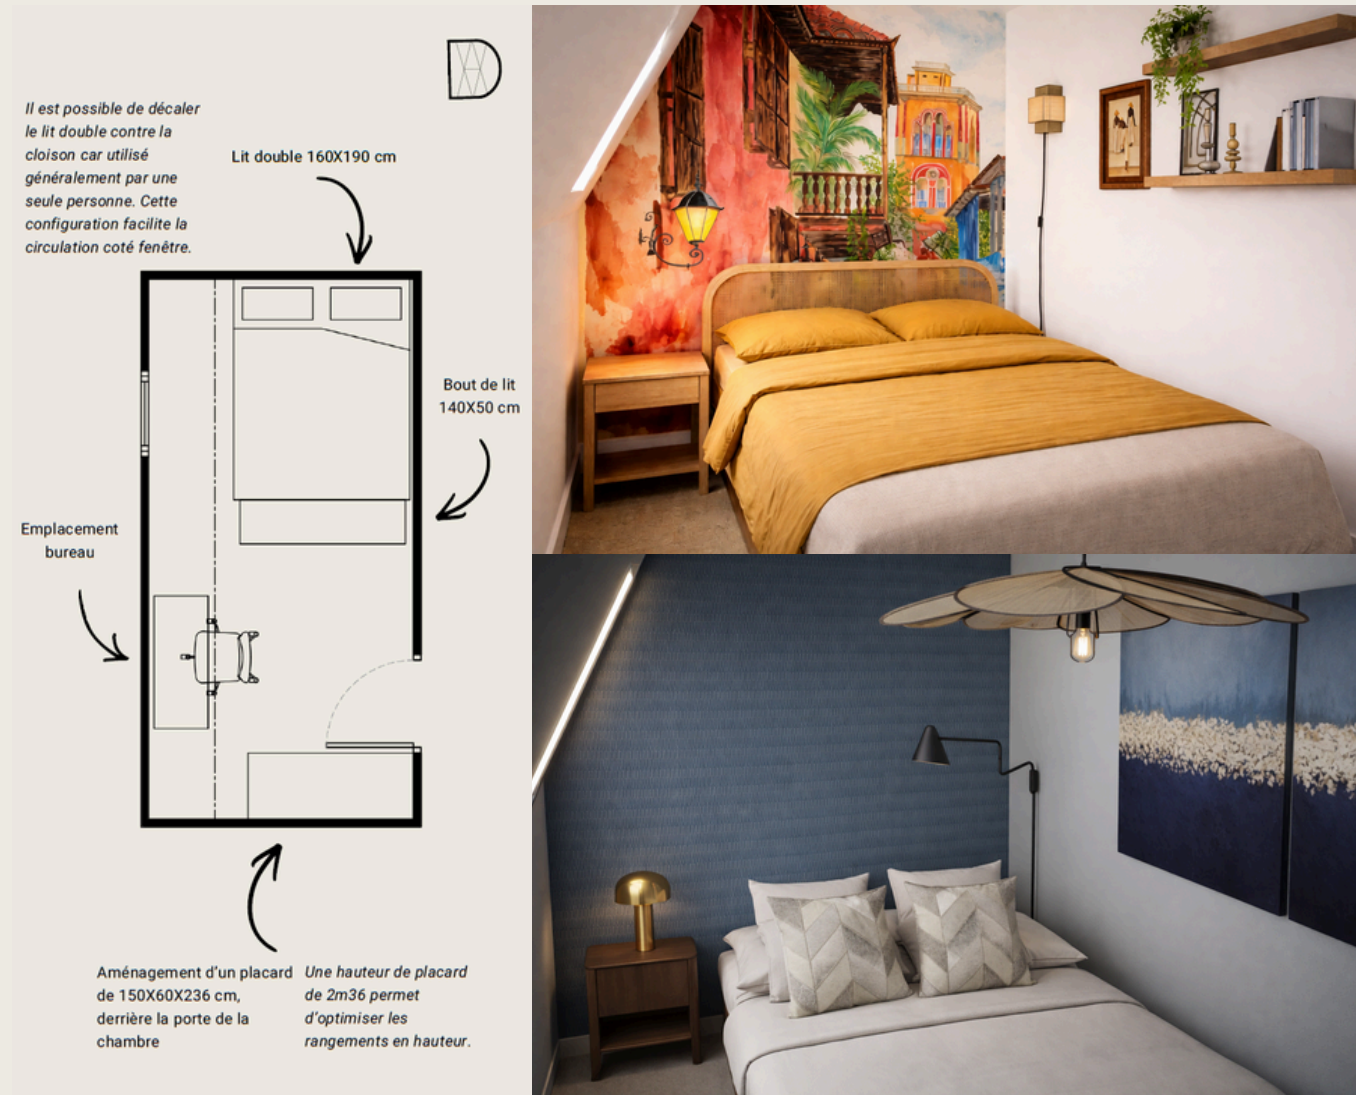 Il est possible de décaler
le lit double contre la
cloison car utilisé
généralement par une
seule personne. Cette
configuration facilite la
circulation coté fenêtre.
Lit double 160X190 cm
Bout de lit
140X50 cm
Emplacement
bureau
Aménagement d'un placard
de 150X60X236 cm,
derrière la porte de la
chambre
Une hauteur de placard
de 2m36 permet
d'optimiser les
rangements en hauteur.